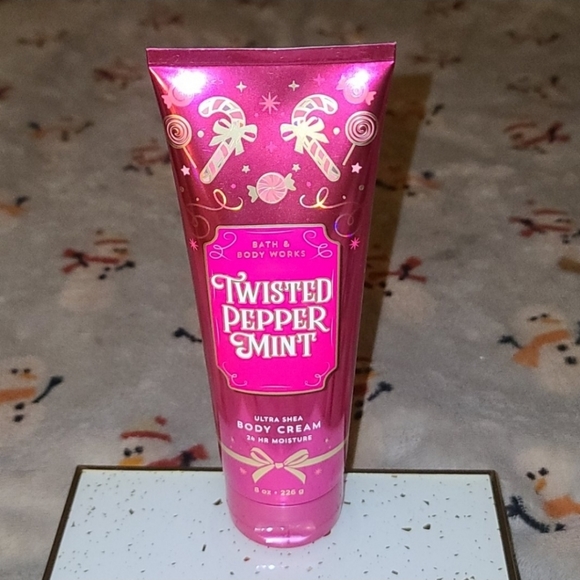 BATH &
BODY WORKS
TWISTED
PEPPER
MINT
ULTRA SHEA
BODY CREAM
24 HR MOISTURE
8 oz • 226 g